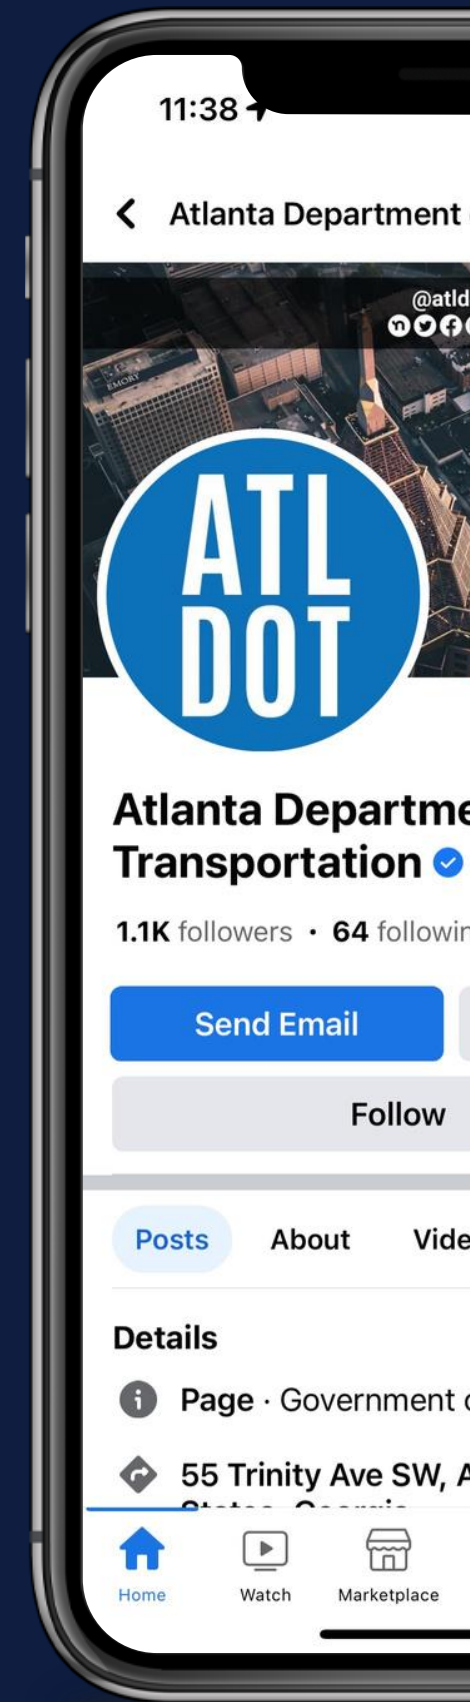 11:38
Atlanta Department
@atld
EMORY
ATL
DOT
Atlanta Departme
Transportation
1.1K followers · 64 followin
Send Email
Follow
Posts About Vide
Details
Page · Government
55 Trinity Ave SW, A
Home Watch Marketplace